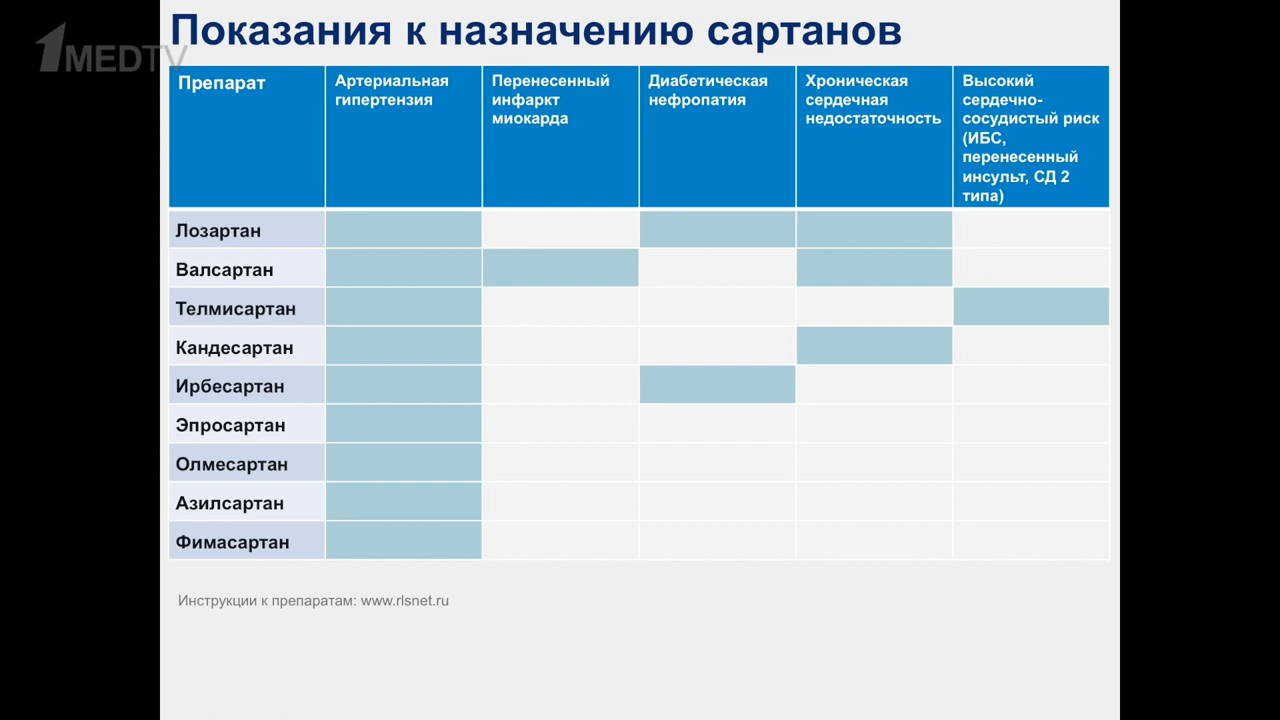 Показания к назначению сартанов
1MEDTV
Препарат
Артериальная
гипертензия
Перенесенный
инфаркт
миокарда
Диабетическая
нефропатия
Хроническая
сердечная
недостаточность
Высокий
сердечно-
сосудистый риск
(ИБС,
перенесенный
инсульт, СД 2
типа)
Лозартан
Валсартан
Телмисартан
Кандесартан
Ирбесартан
Эпросартан
Олмесартан
Азилсартан
Фимасартан
Инструкции к препаратам: www.rlsnet.ru